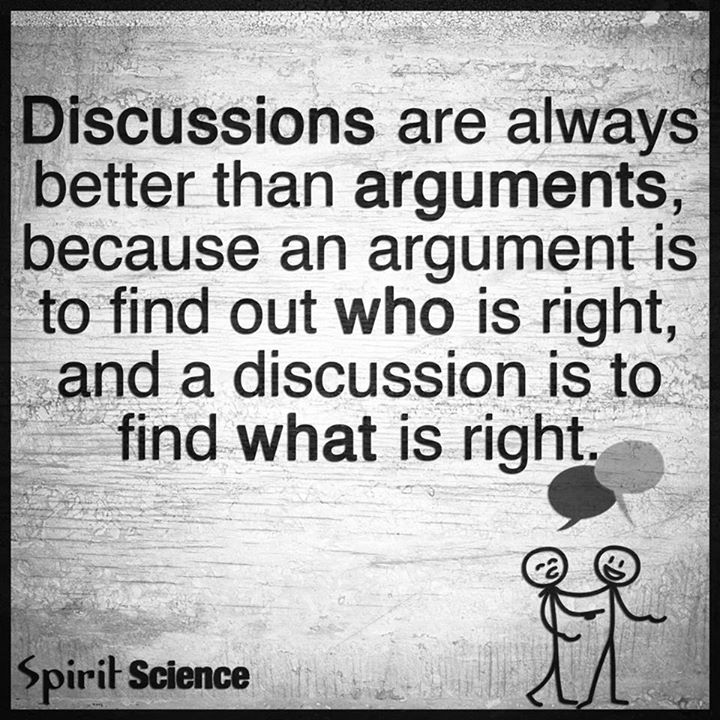 Discussions are always
better than arguments,
because an argument is
to find out who is right,
and a discussion is to
find what is right.
Spirit Science